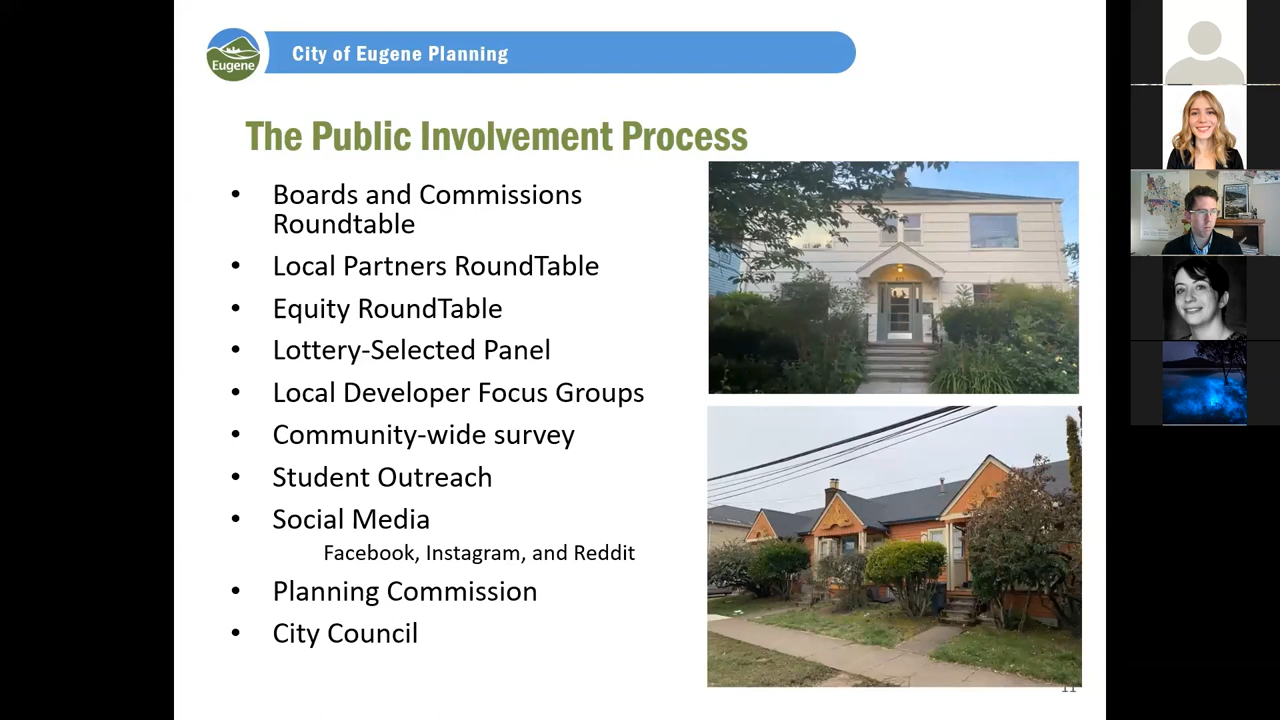 Eugene
City of Eugene Planning
The Public Involvement Process
• Boards and Commissions
Roundtable
• Local Partners RoundTable
• Equity RoundTable
• Lottery-Selected Panel
• Local Developer Focus Groups
• Community-wide survey
• Student Outreach
• Social Media
Facebook, Instagram, and Reddit
• Planning Commission
• City Council
11